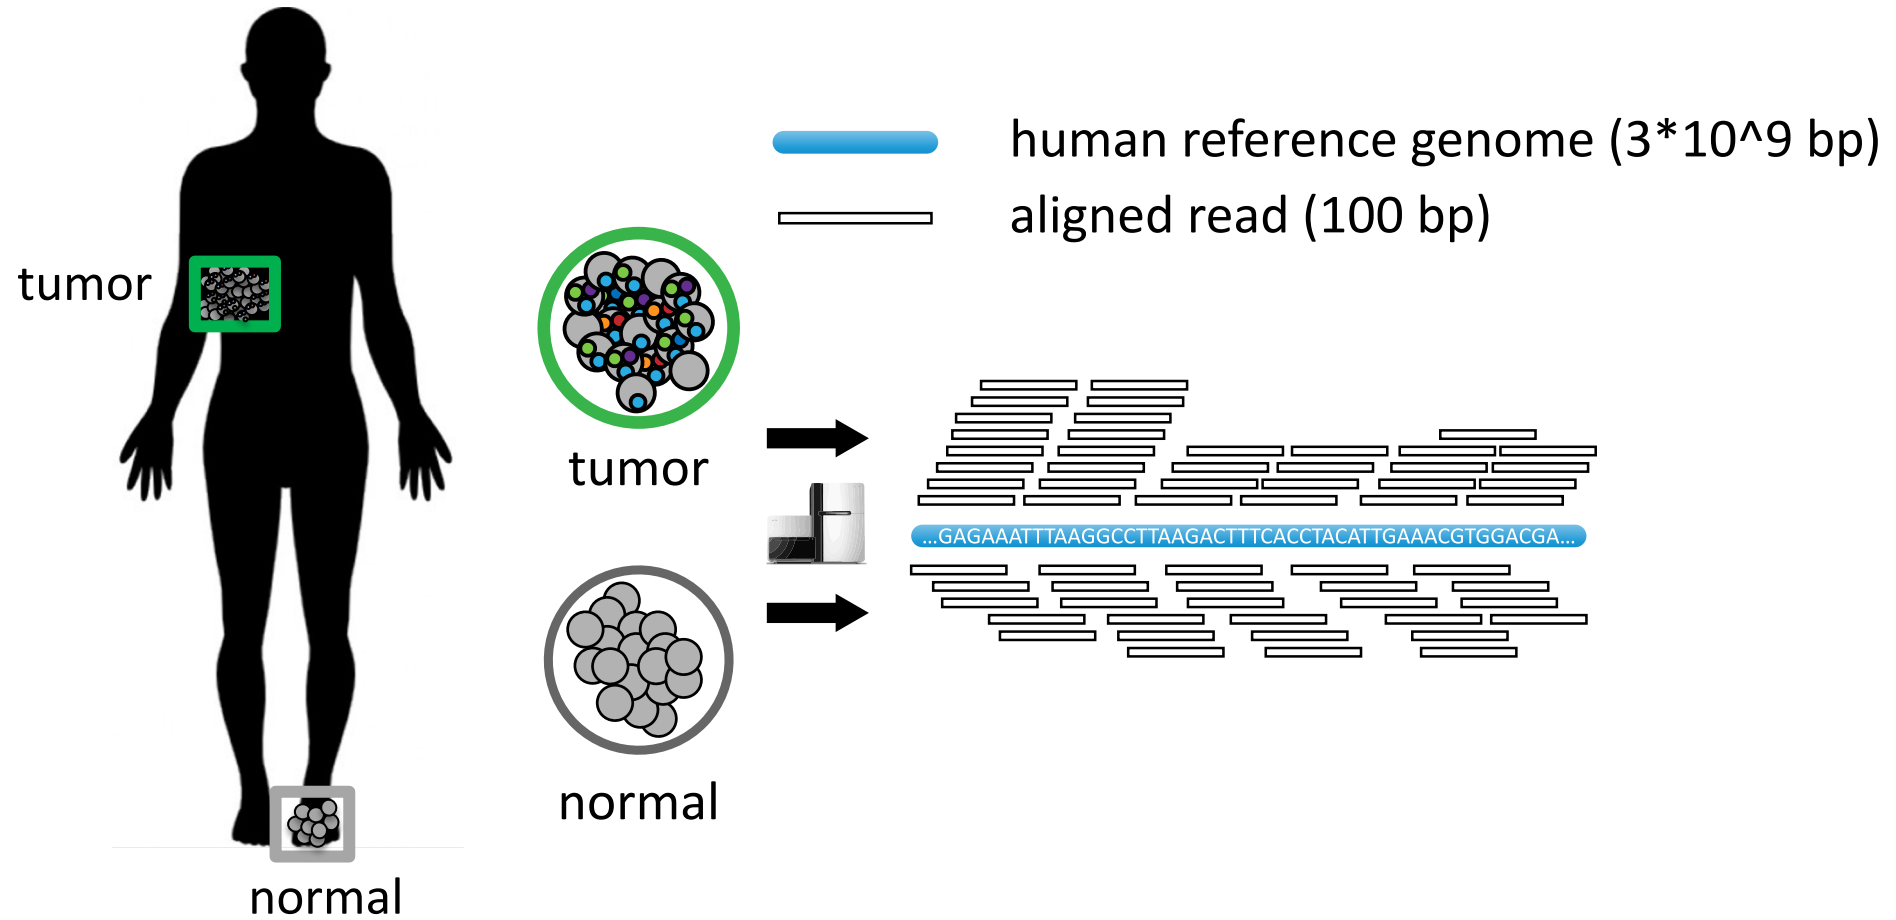 human reference genome (3*10^9 bp)
aligned read (100 bp)
tumor
tumor
...GAGAAATTTAAGGCCTTAAGACTTTCACCTACATTGAAACGTGGACGA...
normal
normal